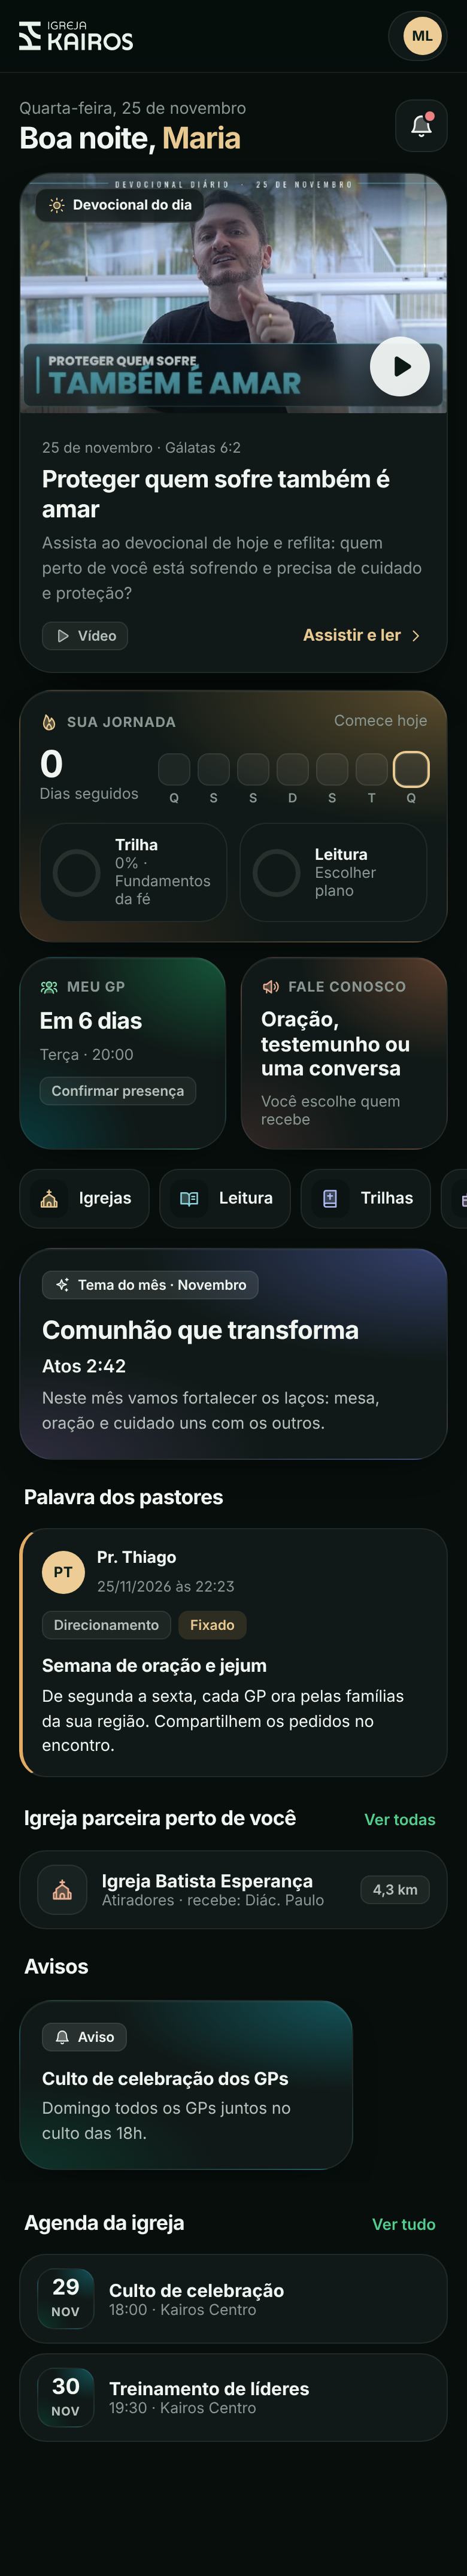 IGREJA
KAIROS
ML
Quarta-feira, 25 de novembro
Boa noite, Maria
DEVOCIONAL DIÁRIO · 25 DE NOVEMBRO
Devocional do dia
PROTEGER QUEM SOFRE
TAMBÉM É AMAR
25 de novembro · Gálatas 6:2
Proteger quem sofre também é
amar
Assista ao devocional de hoje e reflita: quem
perto de você está sofrendo e precisa de cuidado
e proteção?
Vídeo
Assistir e ler
SUA JORNADA
Comece hoje
0
Dias seguidos
Q S S D S T Q
Trilha
0% ·
Fundamentos
da fé
Leitura
Escolher
plano
MEU GP
Em 6 dias
Terça · 20:00
Confirmar presença
FALE CONOSCO
Oração,
testemunho ou
uma conversa
Você escolhe quem
recebe
Igrejas
Leitura
Trilhas
Tema do mês · Novembro
Comunhão que transforma
Atos 2:42
Neste mês vamos fortalecer os laços: mesa,
oração e cuidado uns com os outros.
Palavra dos pastores
PT
Pr. Thiago
25/11/2026 às 22:23
Direcionamento
Fixado
Semana de oração e jejum
De segunda a sexta, cada GP ora pelas famílias
da sua região. Compartilhem os pedidos no
encontro.
Igreja parceira perto de você
Ver todas
Igreja Batista Esperança
Atiradores · recebe: Diác. Paulo
4,3 km
Avisos
Aviso
Culto de celebração dos GPs
Domingo todos os GPs juntos no
culto das 18h.
Agenda da igreja
Ver tudo
29
NOV
Culto de celebração
18:00 · Kairos Centro
30
NOV
Treinamento de líderes
19:30 · Kairos Centro